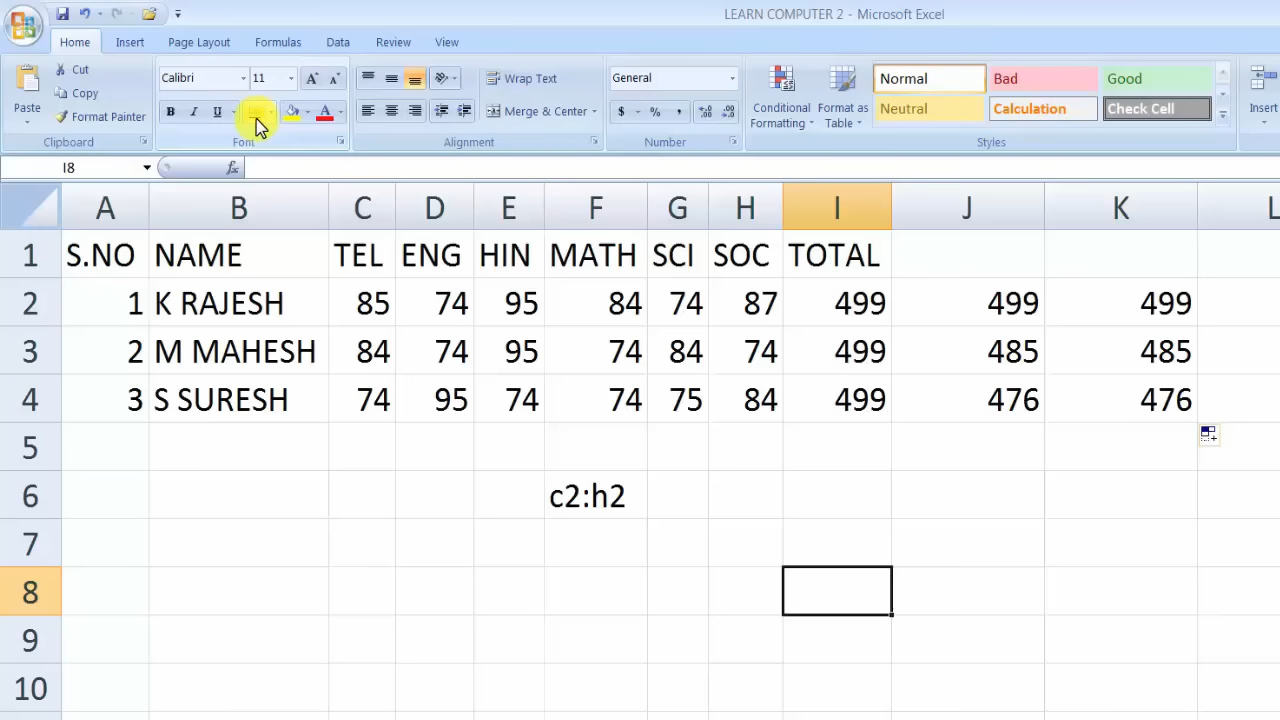 LEARN COMPUTER 2 - Microsoft Excel
Home Insert Page Layout Formulas Data Review View
Paste Cut Copy Format Painter Clipboard
Calibri 11 B I U A A A Font
Wrap Text Merge & Center Alignment
General $ % , .0 .00 .00 .0 Number
Conditional Formatting Format as Table
Normal Bad Good
Neutral Calculation Check Cell
Styles
Insert
I8 fx
A B C D E F G H I J K L
1 S.NO NAME TEL ENG HIN MATH SCI SOC TOTAL
2 1 K RAJESH 85 74 95 84 74 87 499 499 499
3 2 M MAHESH 84 74 95 74 84 74 499 485 485
4 3 S SURESH 74 95 74 74 75 84 499 476 476
5
6 c2:h2
7
8
9
10